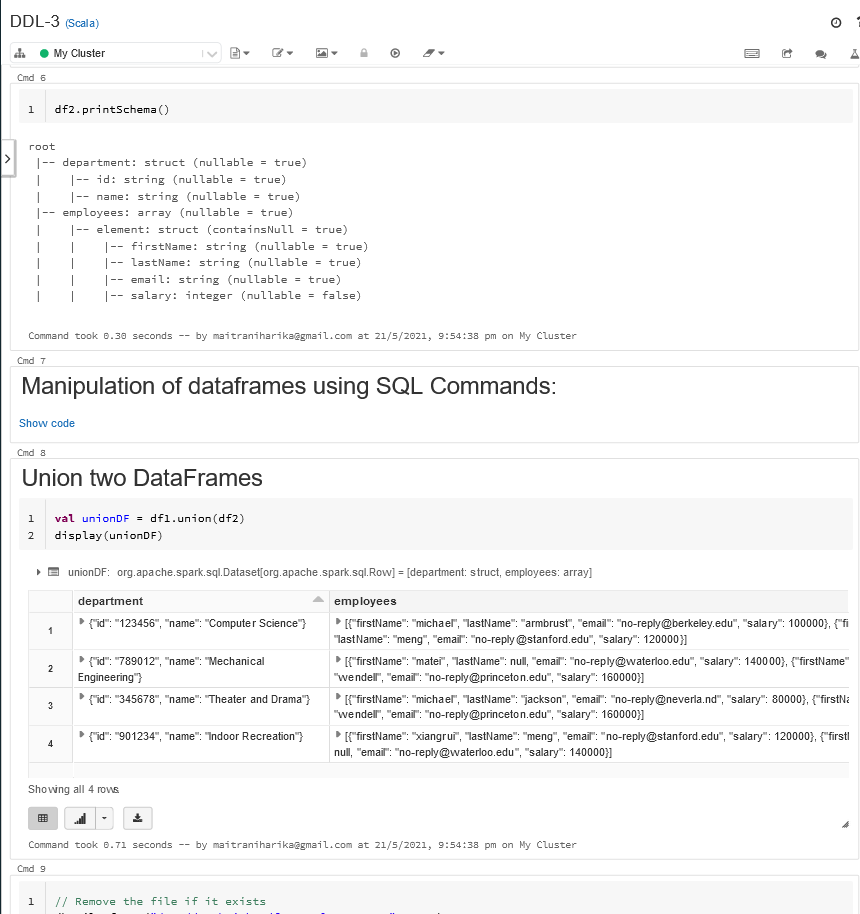 DDL-3 (Scala)
My Cluster
Cmd 6
1 df2.printSchema()
root
|-- department: struct (nullable = true)
| |-- id: string (nullable = true)
| |-- name: string (nullable = true)
|-- employees: array (nullable = true)
| |-- element: struct (containsNull = true)
| | |-- firstName: string (nullable = true)
| | |-- lastName: string (nullable = true)
| | |-- email: string (nullable = true)
| | |-- salary: integer (nullable = false)
Command took 0.30 seconds -- by maitraniharika@gmail.com at 21/5/2021, 9:54:38 pm on My Cluster
Cmd 7
Manipulation of dataframes using SQL Commands:
Show code
Cmd 8
Union two DataFrames
1 val unionDF = df1.union(df2)
2 display(unionDF)
unionDF: org.apache.spark.sql.Dataset[org.apache.spark.sql.Row] = [department: struct, employees: array]
department employees
1 {"id": "123456", "name": "Computer Science"} [{"firstName": "michael", "lastName": "armbrust", "email": "no-reply@berkeley.edu", "salary": 100000}, {"fi
"lastName": "meng", "email": "no-reply@stanford.edu", "salary": 120000}]
2 {"id": "789012", "name": "Mechanical [{"firstName": "matei", "lastName": null, "email": "no-reply@waterloo.edu", "salary": 140000}, {"firstName"
Engineering"} "wendell", "email": "no-reply@princeton.edu", "salary": 160000}]
3 {"id": "345678", "name": "Theater and Drama"} [{"firstName": "michael", "lastName": "jackson", "email": "no-reply@neverla.nd", "salary": 80000}, {"firstNa
"wendell", "email": "no-reply@princeton.edu", "salary": 160000}]
4 {"id": "901234", "name": "Indoor Recreation"} [{"firstName": "xiangrui", "lastName": "meng", "email": "no-reply@stanford.edu", "salary": 120000}, {"firstl
null, "email": "no-reply@waterloo.edu", "salary": 140000}]
Showing all 4 rows.
Command took 0.71 seconds -- by maitraniharika@gmail.com at 21/5/2021, 9:54:38 pm on My Cluster
Cmd 9
1 // Remove the file if it exists